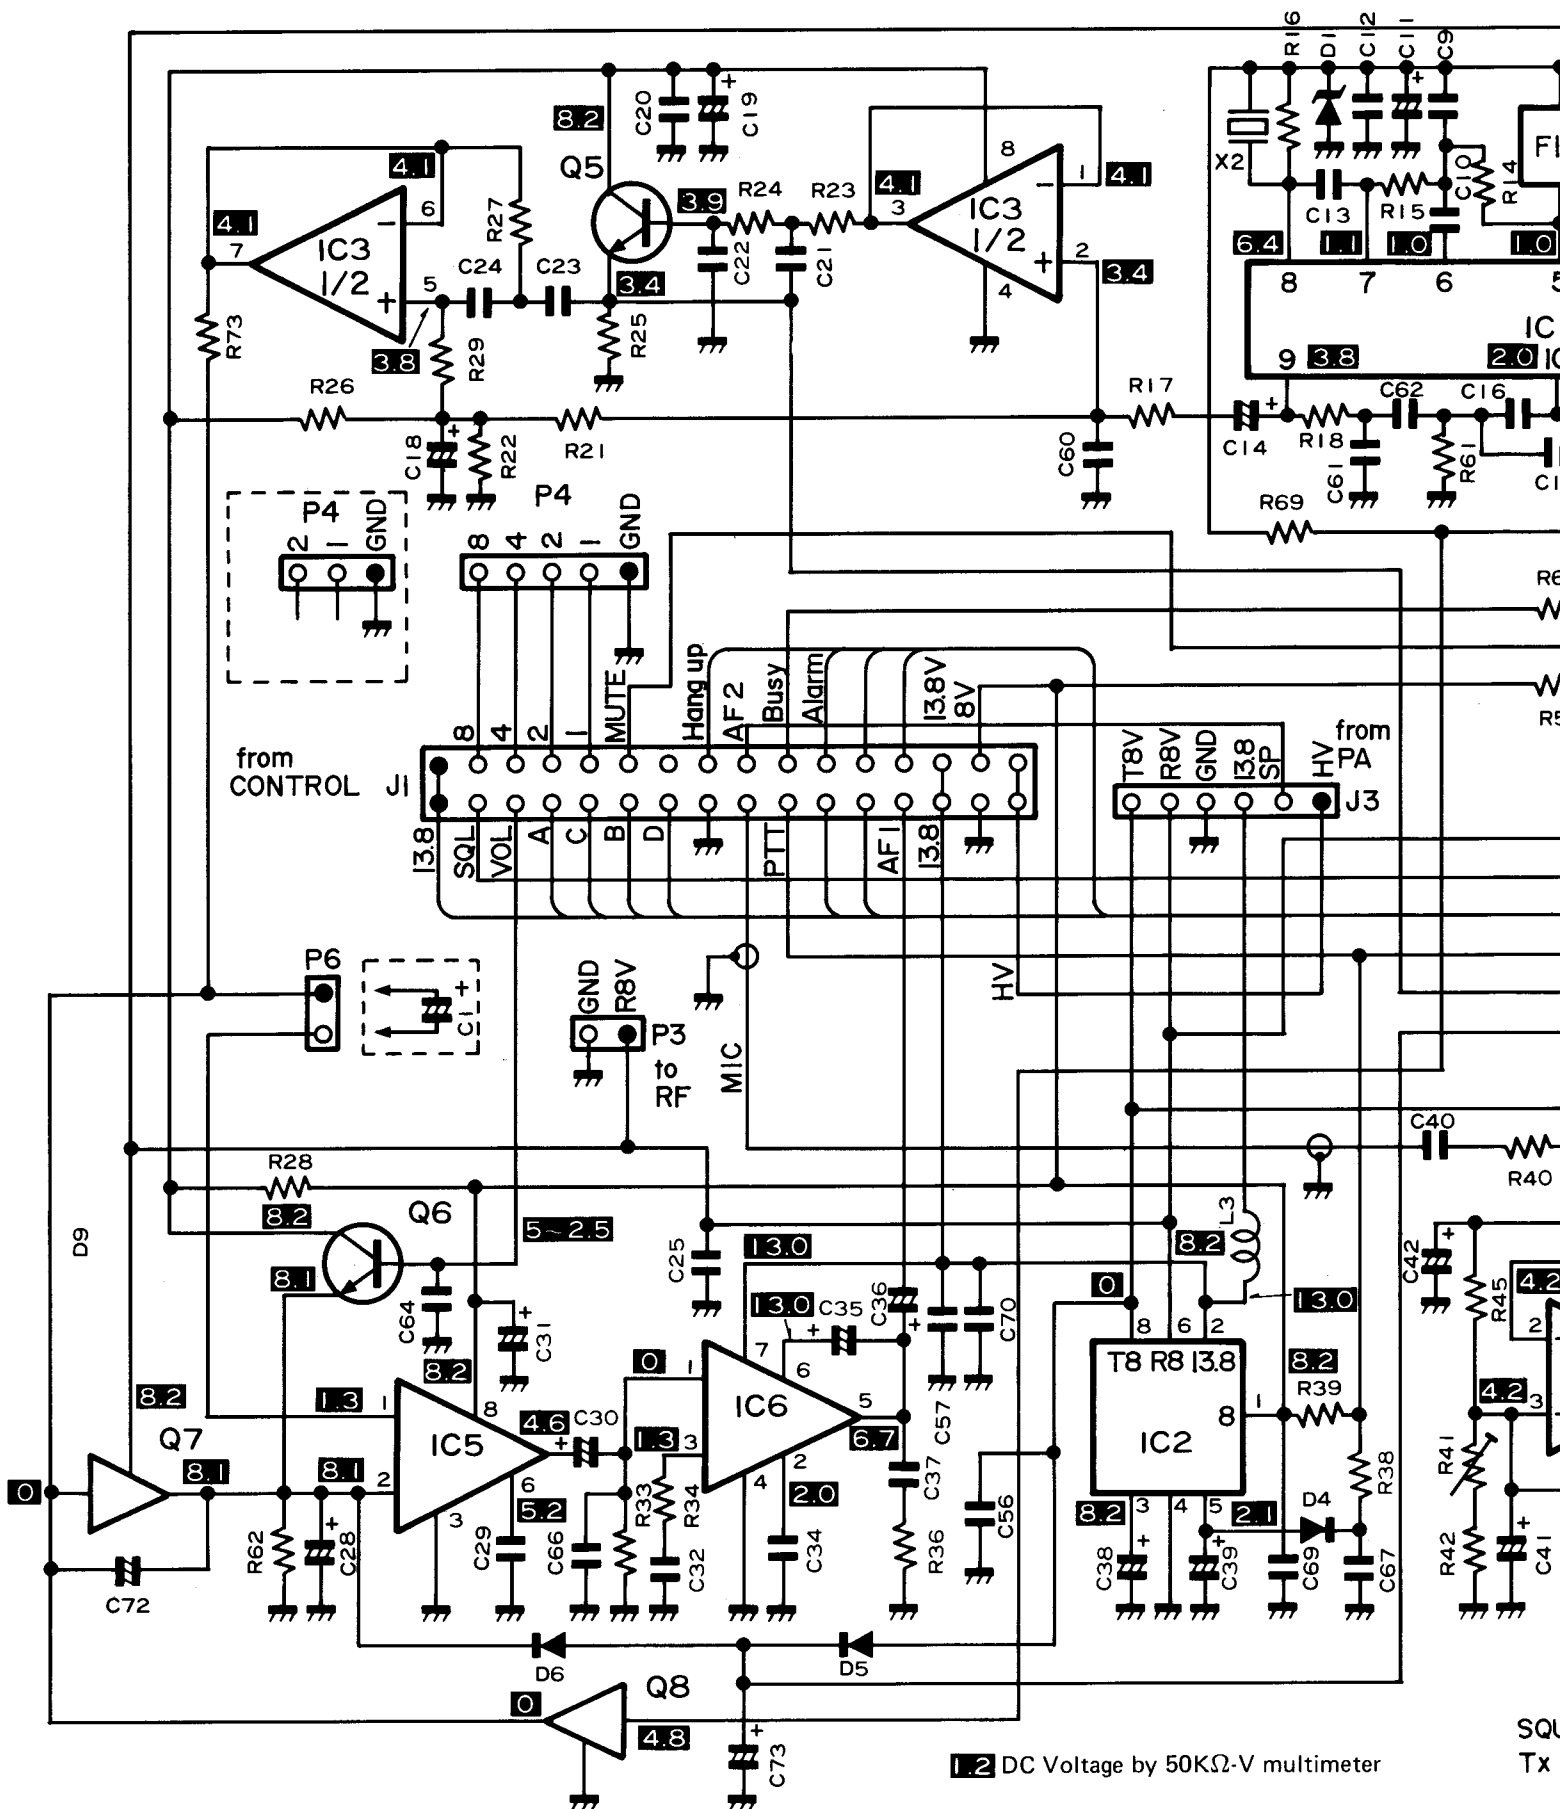 R16
D1
C12
C11
C9
8.2
C20
C19
X2
FI
Q5
8
1
4.1
4.1
6
R27
3.9
R24
R23
4.1
3
IC3
1/2
C13
R15
C10
R14
4.1
7
IC3
1/2
5
C24
C23
3.4
C22
C21
2
3.4
4
6.4
1.1
1.0
1.0
8
7
6
5
IC
R73
3.8
R29
R25
9
3.8
2.0
R26
C18
R22
R21
C60
R17
C14
R18
C62
C16
C61
R61
C1
P4
2
1
GND
P4
8
4
2
1
GND
R69
R6
R5
8
4
2
1
MUTE
Hang up
AF2
Busy
Alarm
13.8V
8V
from
CONTROL
J1
T8V
R8V
GND
13.8
SP
HV
from
PA
J3
13.8
SQL
VOL
A
C
B
D
PTT
AF1
13.8
P6
C1
GND
R8V
P3
to
RF
MIC
HV
C40
R40
R28
8.2
Q6
5~2.5
D9
8.1
C64
C31
C25
13.0
13.0
C35
C36
C57
C70
8.2
L3
0
13.0
C42
R45
4.2
2
8.2
8.2
1.3
1
8
IC5
4.6
C30
0
1
7
6
IC6
5
6.7
1.3
3
8
6
2
T8 R8 13.8
8
1
8.2
R39
IC2
4.2
3
Q7
0
8.1
8.1
2
6
5.2
3
4
2
2.0
C37
R38
R41
R62
C28
C29
C66
R33
R34
C32
C34
R36
C56
8.2
3
4
5
2.1
D4
C38
C39
C69
C67
R42
C41
C72
D6
D5
0
Q8
4.8
C73
1.2 DC Voltage by 50KΩ-V multimeter
SQU
Tx